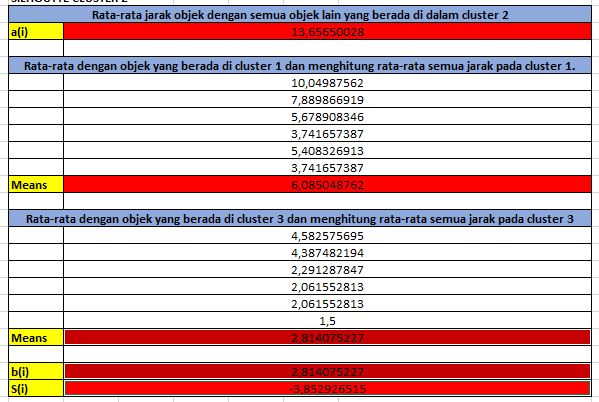 SILHOUTTE CLUSTER 2
Rata-rata jarak objek dengan semua objek lain yang berada di dalam cluster 2
a(i) 13,65650028
Rata-rata dengan objek yang berada di cluster 1 dan menghitung rata-rata semua jarak pada cluster 1.
10,04987562
7,889866919
5,678908346
3,741657387
5,408326913
3,741657387
Means 6,085048762
Rata-rata dengan objek yang berada di cluster 3 dan menghitung rata-rata semua jarak pada cluster 3
4,582575695
4,387482194
2,291287847
2,061552813
2,061552813
1,5
Means 2,814075227
b(i) 2,814075227
S(i) -3,852926515